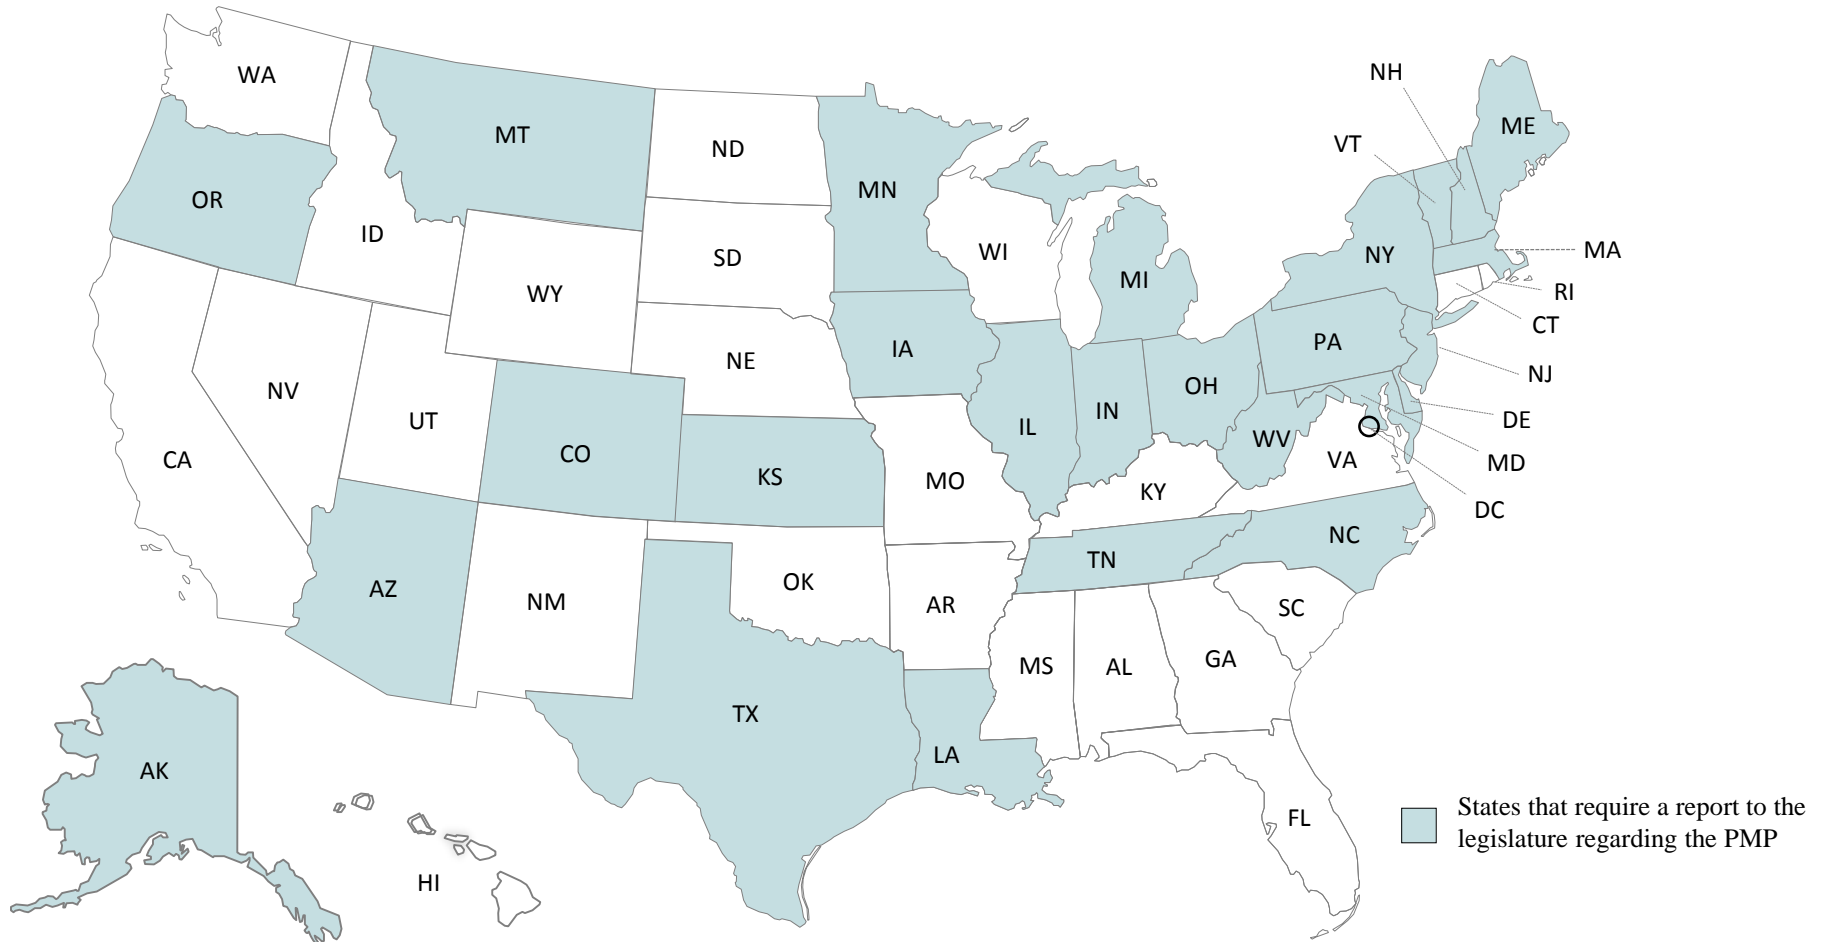 WA
MT
ND
MN
OR
ID
WY
SD
WI
MI
NH
VT
ME
NY
MA
RI
CT
NE
IA
PA
NJ
NV
UT
CO
KS
IL
IN
OH
WV
DE
CA
MO
KY
VA
MD
DC
AZ
NM
OK
AR
TN
NC
SC
MS
AL
GA
TX
LA
AK
HI
FL
States that require a report to the
legislature regarding the PMP